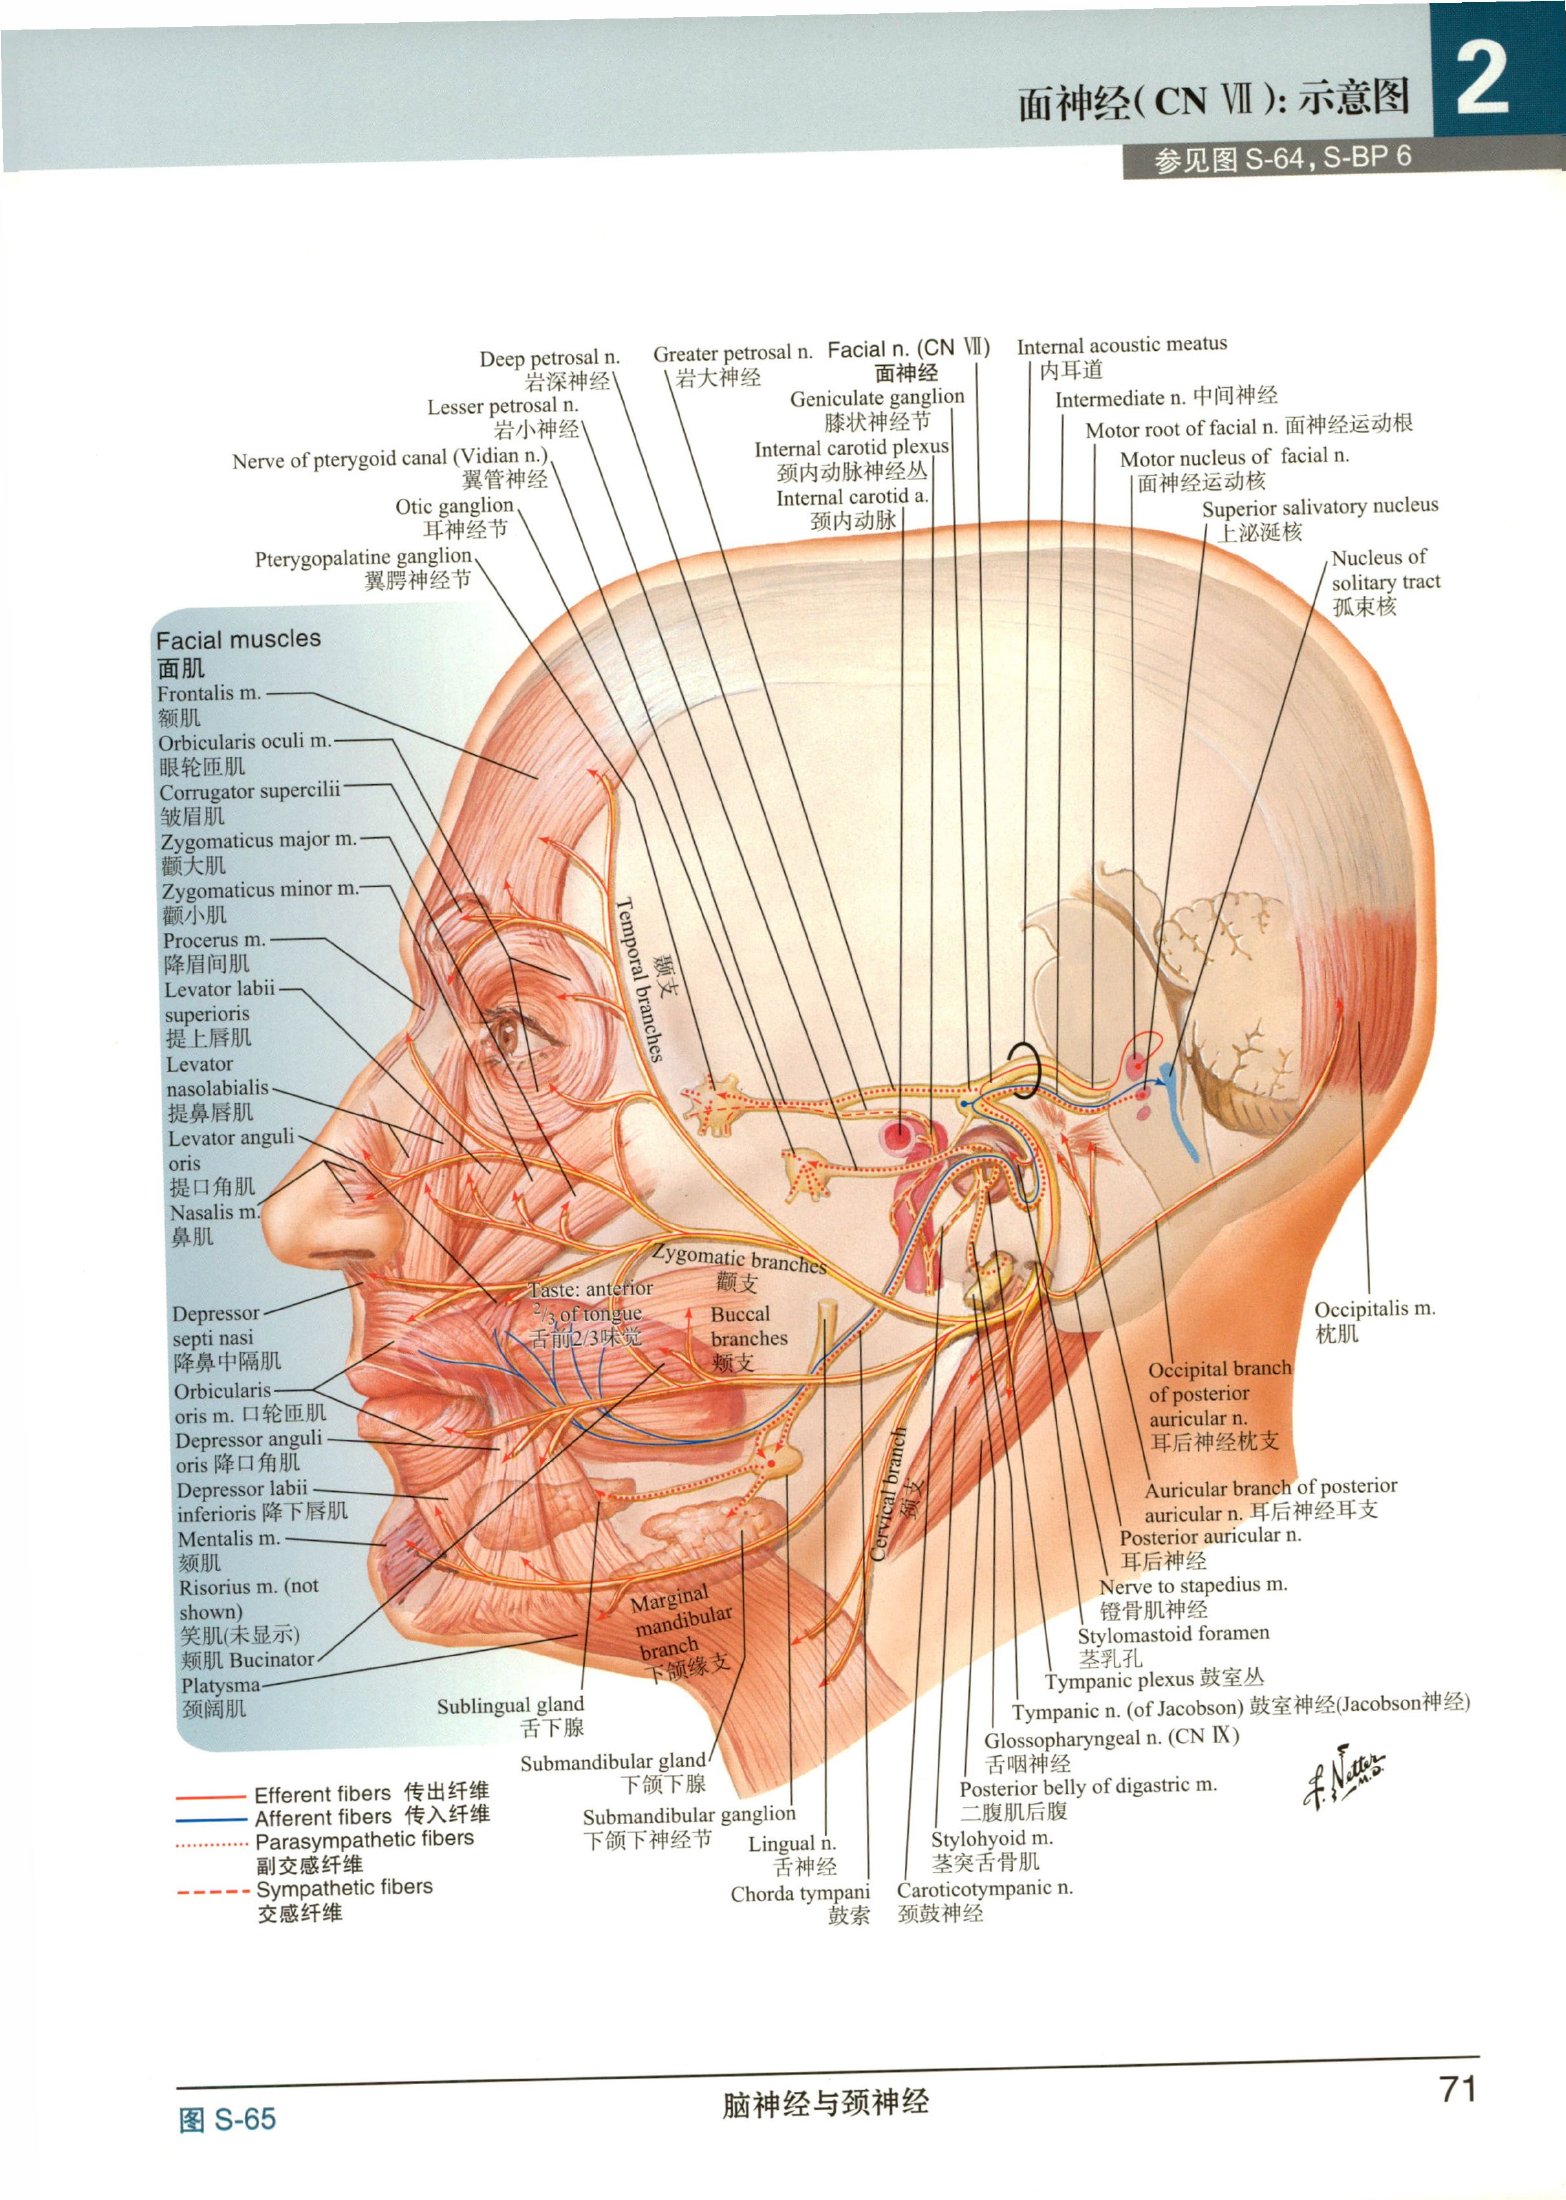 面神经(CN Ⅶ):示意图
2
参见图 S-64, S-BP 6
Deep petrosal n.
岩深神经
Greater petrosal n.
岩大神经
Facial n. (CN Ⅶ)
面神经
Internal acoustic meatus
内耳道
Lesser petrosal n.
岩小神经
Geniculate ganglion
膝状神经节
Intermediate n. 中间神经
Nerve of pterygoid canal (Vidian n.)
翼管神经
Internal carotid plexus
颈内动脉神经丛
Motor root of facial n. 面神经运动根
Motor nucleus of facial n.
面神经运动核
Otic ganglion
耳神经节
Internal carotid a.
颈内动脉
Superior salivatory nucleus
上泌涎核
Pterygopalatine ganglion
翼腭神经节
Nucleus of
solitary tract
孤束核
Facial muscles
面肌
Frontalis m.
额肌
Orbicularis oculi m.
眼轮匝肌
Corrugator supercilii
皱眉肌
Zygomaticus major m.
颧大肌
Zygomaticus minor m.
颧小肌
Procerus m.
降眉间肌
Levator labii
superioris
提上唇肌
Levator
nasolabialis
提鼻唇肌
Levator anguli
oris
提口角肌
Nasalis m.
鼻肌
Depressor
septi nasi
降鼻中隔肌
Orbicularis
oris m. 口轮匝肌
Depressor anguli
oris 降口角肌
Depressor labii
inferioris 降下唇肌
Mentalis m.
颏肌
Risorius m. (not
shown)
笑肌(未显示)
颊肌 Bucinator
Platysma
颈阔肌
Temporal branches
颞支
Zygomatic branches
颧支
Taste: anterior
2/3 of tongue
舌前2/3味觉
Buccal
branches
颊支
Cervical branch
颈支
Marginal
mandibular
branch
下颌缘支
Occipitalis m.
枕肌
Occipital branch
of posterior
auricular n.
耳后神经枕支
Auricular branch of posterior
auricular n. 耳后神经耳支
Posterior auricular n.
耳后神经
Nerve to stapedius m.
镫骨肌神经
Stylomastoid foramen
茎乳孔
Tympanic plexus 鼓室丛
Tympanic n. (of Jacobson) 鼓室神经(Jacobson神经)
Glossopharyngeal n. (CN Ⅸ)
舌咽神经
Posterior belly of digastric m.
二腹肌后腹
Stylohyoid m.
茎突舌骨肌
Caroticotympanic n.
颈鼓神经
Sublingual gland
舌下腺
Submandibular gland
下颌下腺
Submandibular ganglion
下颌下神经节
Lingual n.
舌神经
Chorda tympani
鼓索
F. Netter
M.D.
Efferent fibers 传出纤维
Afferent fibers 传入纤维
Parasympathetic fibers
副交感纤维
Sympathetic fibers
交感纤维
图 S-65
脑神经与颈神经
71